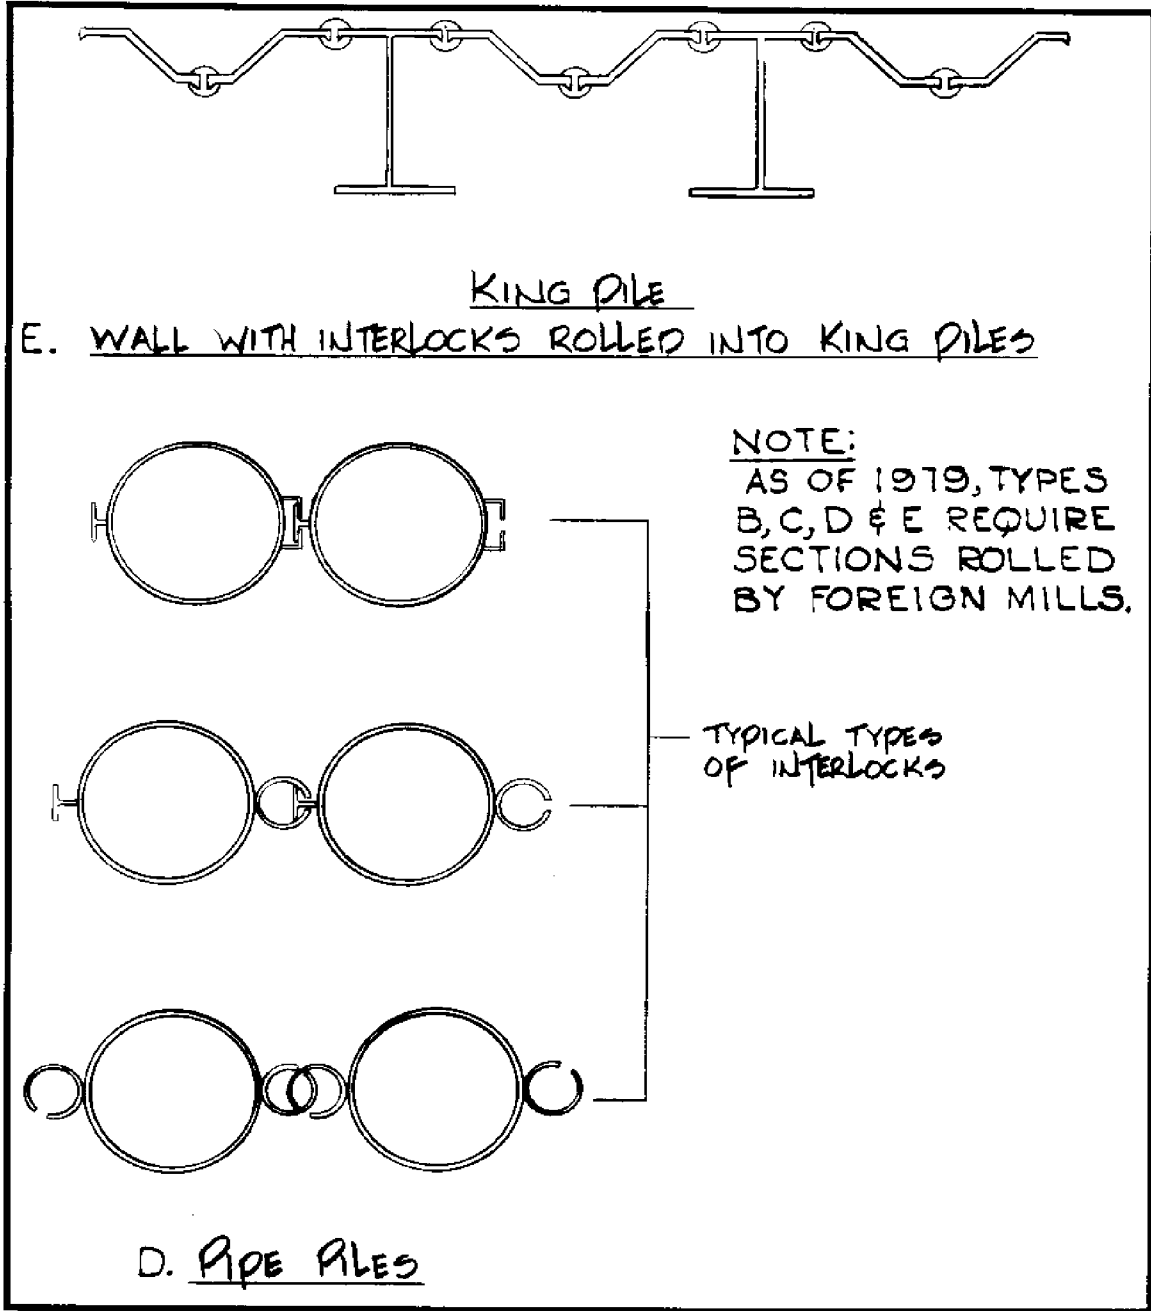 KING PILE
E. WALL WITH INTERLOCKS ROLLED INTO KING PILES
NOTE:
AS OF 1979, TYPES
B, C, D & E REQUIRE
SECTIONS ROLLED
BY FOREIGN MILLS.
TYPICAL TYPES
OF INTERLOCKS
D. PIPE PILES